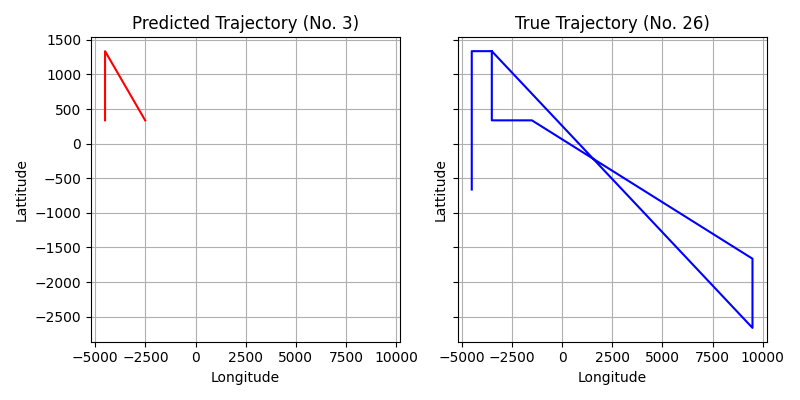 Predicted Trajectory (No. 3)
1500
1000
500
0
−500
−1000
−1500
−2000
−2500
Lattitude
−5000 −2500 0 2500 5000 7500 10000
Longitude
True Trajectory (No. 26)
Lattitude
−5000 −2500 0 2500 5000 7500 10000
Longitude